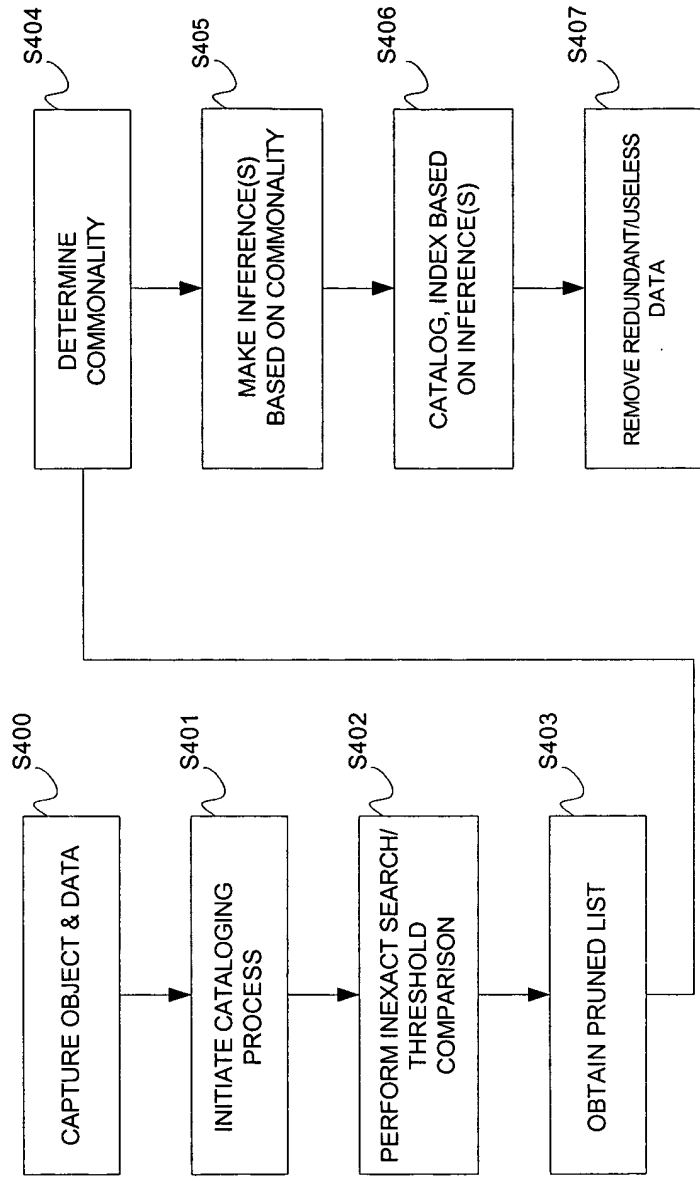 S400
CAPTURE OBJECT & DATA
S401
INITIATE CATALOGING
PROCESS
S402
PERFORM INEXACT SEARCH/
THRESHOLD
COMPARISON
S403
OBTAIN PRUNED LIST
S404
DETERMINE
COMMONALITY
S405
MAKE INFERENCE(S)
BASED ON COMMONALITY
S406
CATALOG, INDEX BASED
ON INFERENCE(S)
S407
REMOVE REDUNDANT/USELESS
DATA